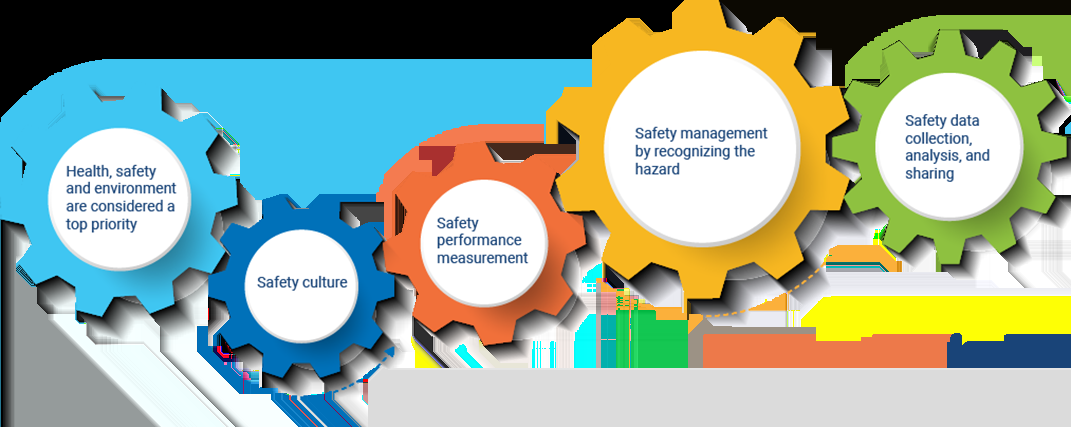 Health, safety
and environment
are considered a
top priority
Safety culture
Safety
performance
measurement
Safety management
by recognizing the
hazard
Safety data
collection,
analysis, and
sharing